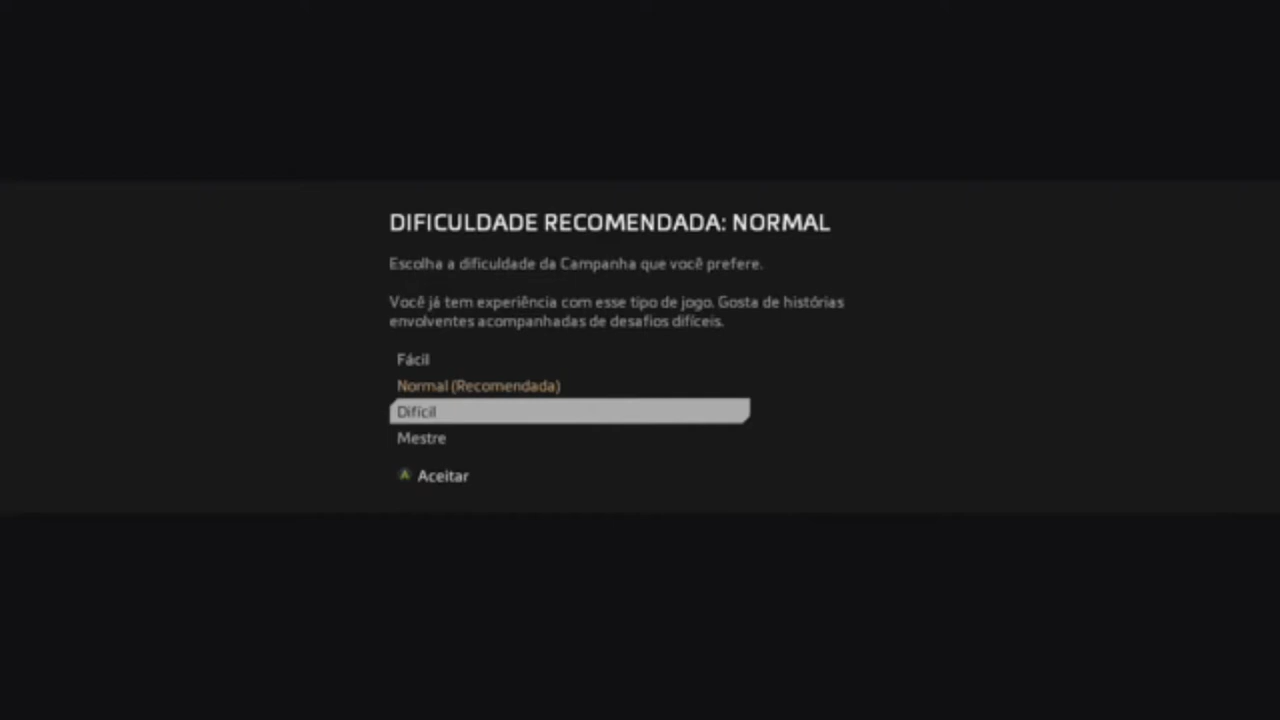 DIFICULDADE RECOMENDADA: NORMAL
Escolha a dificuldade da Campanha que você prefere.
Você já tem experiência com esse tipo de jogo. Gosta de histórias
envolventes acompanhadas de desafios difíceis.
Fácil
Normal (Recomendada)
Difícil
Mestre
A Aceitar